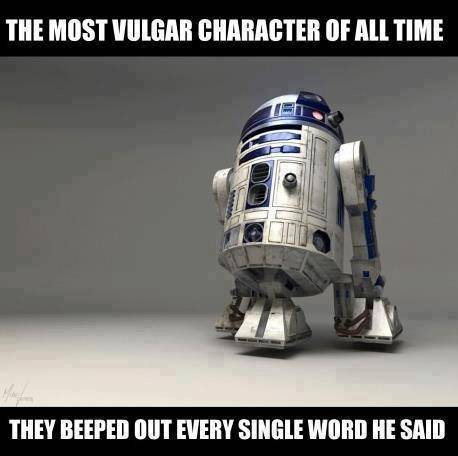 THE MOST VULGAR CHARACTER OF ALL TIME
THEY BEEPED OUT EVERY SINGLE WORD HE SAID